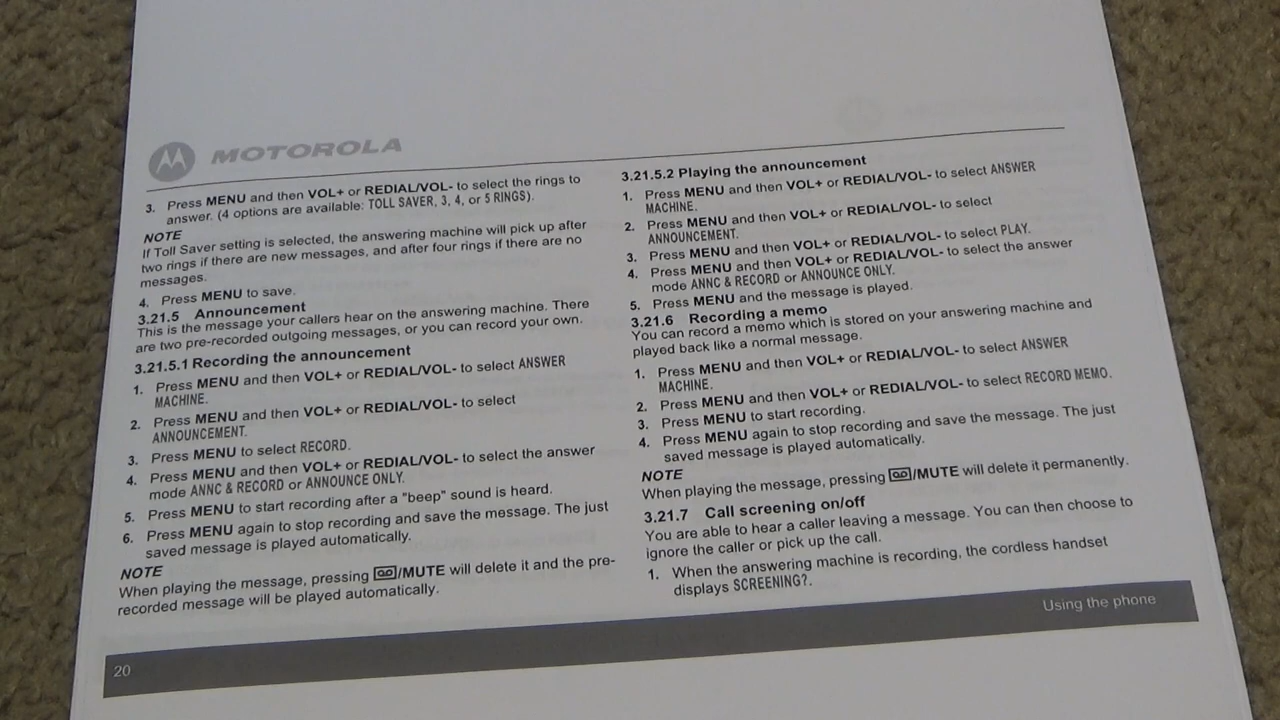 MOTOROLA
3. Press MENU and then VOL+ or REDIAL/VOL- to select the rings to
answer. (4 options are available: TOLL SAVER, 3, 4, or 5 RINGS).
NOTE
If Toll Saver setting is selected, the answering machine will pick up after
two rings if there are new messages, and after four rings if there are no
messages.
4. Press MENU to save.
3.21.5 Announcement
This is the message your callers hear on the answering machine. There
are two pre-recorded outgoing messages, or you can record your own.
3.21.5.1 Recording the announcement
1. Press MENU and then VOL+ or REDIAL/VOL- to select ANSWER
MACHINE.
2. Press MENU and then VOL+ or REDIAL/VOL- to select
ANNOUNCEMENT.
3. Press MENU to select RECORD.
4. Press MENU and then VOL+ or REDIAL/VOL- to select the answer
mode ANNC & RECORD or ANNOUNCE ONLY.
5. Press MENU to start recording after a "beep" sound is heard.
6. Press MENU again to stop recording and save the message. The just
saved message is played automatically.
NOTE
When playing the message, pressing /MUTE will delete it and the pre-
recorded message will be played automatically.
3.21.5.2 Playing the announcement
1. Press MENU and then VOL+ or REDIAL/VOL- to select ANSWER
MACHINE.
2. Press MENU and then VOL+ or REDIAL/VOL- to select
ANNOUNCEMENT.
3. Press MENU and then VOL+ or REDIAL/VOL- to select PLAY.
4. Press MENU and then VOL+ or REDIAL/VOL- to select the answer
mode ANNC & RECORD or ANNOUNCE ONLY.
5. Press MENU and the message is played.
3.21.6 Recording a memo
You can record a memo which is stored on your answering machine and
played back like a normal message.
1. Press MENU and then VOL+ or REDIAL/VOL- to select ANSWER
MACHINE.
2. Press MENU and then VOL+ or REDIAL/VOL- to select RECORD MEMO.
3. Press MENU to start recording.
4. Press MENU again to stop recording and save the message. The just
saved message is played automatically.
NOTE
When playing the message, pressing /MUTE will delete it permanently.
3.21.7 Call screening on/off
You are able to hear a caller leaving a message. You can then choose to
ignore the caller or pick up the call.
1. When the answering machine is recording, the cordless handset
displays SCREENING?.
20
Using the phone